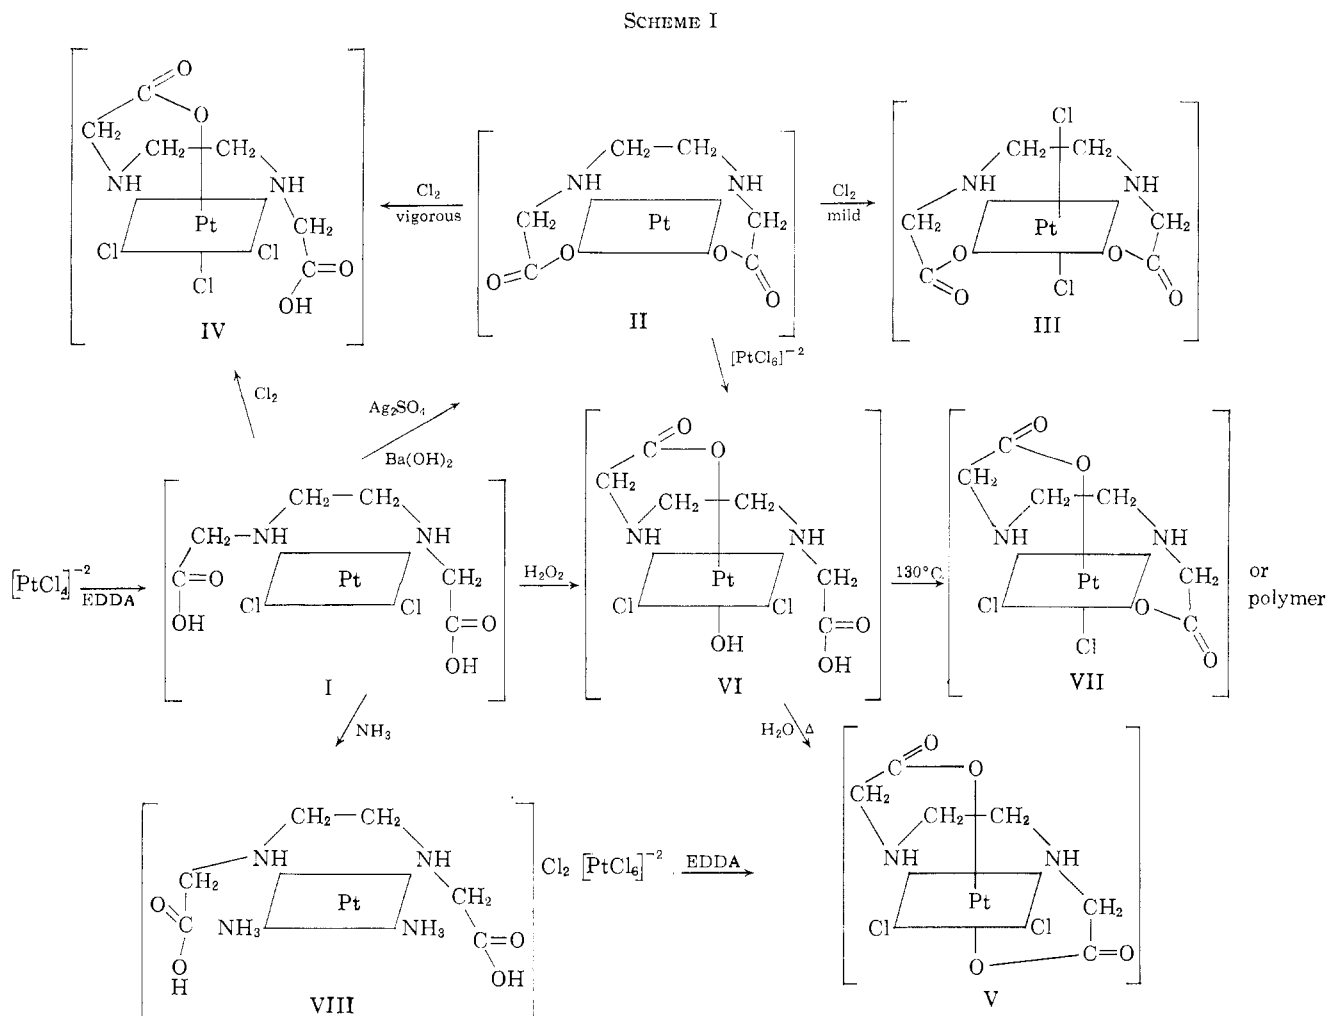 SCHEME I
O
C
O
CH₂
CH₂—CH₂
NH
NH
Pt
CH₂
Cl
Cl
C=O
Cl
OH
IV
Cl₂
vigorous
CH₂—CH₂
NH
NH
CH₂
Pt
CH₂
O
O
C
C
O
O
II
Cl₂
mild
Cl
CH₂—CH₂
NH
NH
CH₂
Pt
CH₂
O
O
C
C
O
Cl
O
III
Cl₂
Ag₂SO₄
Ba(OH)₂
[PtCl₆]⁻²
[PtCl₄]⁻²
EDDA
CH₂—CH₂
CH₂—NH
NH
C=O
Pt
CH₂
Cl
Cl
OH
C=O
OH
I
H₂O₂
O
C
O
CH₂
CH₂—CH₂
NH
NH
Pt
CH₂
Cl
Cl
OH
C=O
OH
VI
130°C
O
C
O
CH₂
CH₂—CH₂
NH
NH
Pt
CH₂
Cl
O
C
Cl
O
VII
or
polymer
NH₃
H₂O Δ
CH₂—CH₂
NH
NH
CH₂
CH₂
Pt
O
C
NH₃
NH₃
C=O
O
H
OH
VIII
Cl₂ [PtCl₆]⁻²
EDDA
O
C
O
CH₂
CH₂—CH₂
NH
NH
Pt
CH₂
Cl
Cl
O
C=O
V